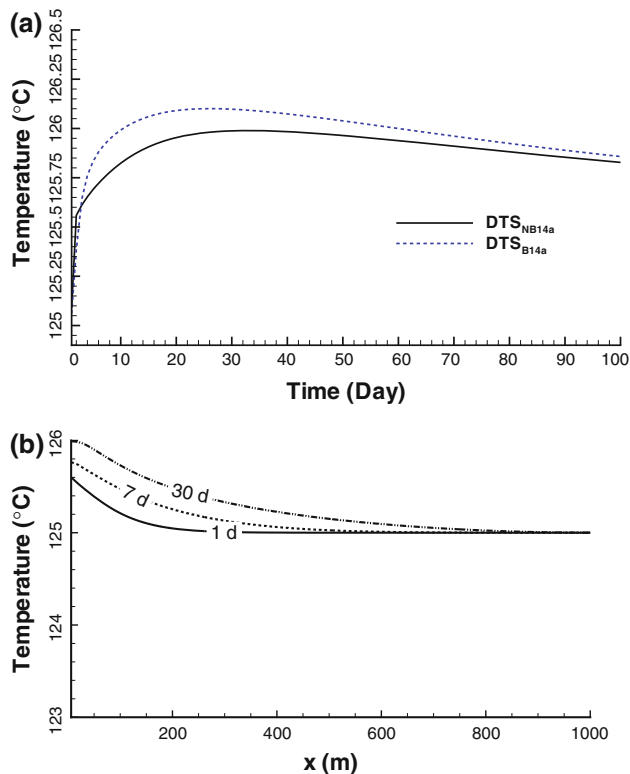 (a)
Temperature (°C)
126.5
126.25
126
125.75
125.5
125.25
125
DTS_NB14a
DTS_B14a
0 10 20 30 40 50 60 70 80 90 100
Time (Day)
(b)
Temperature (°C)
126
125
124
123
30 d
7 d
1 d
200 400 600 800 1000
x (m)